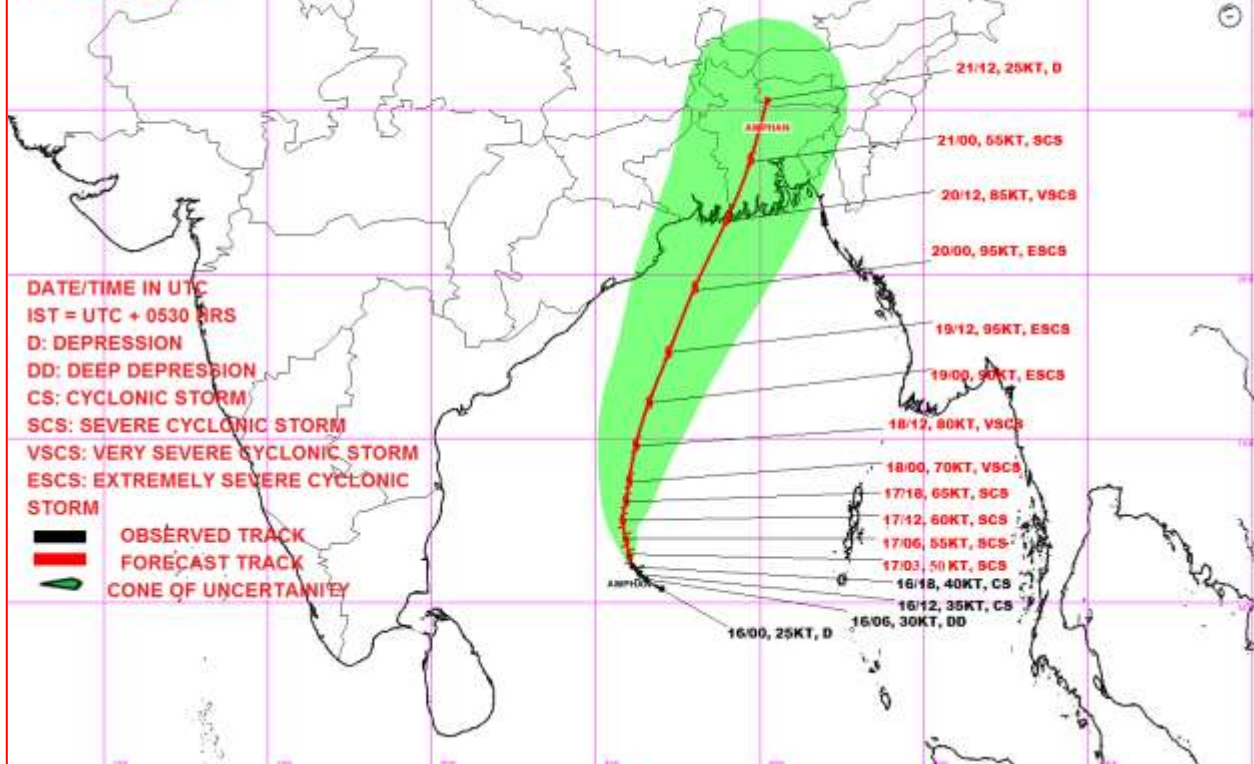 21/12, 25KT, D
AMPHAN
21/00, 55KT, SCS
20/12, 85KT, VSCS
20/00, 95KT, ESCS
19/12, 95KT, ESCS
19/00, 90KT, ESCS
18/12, 80KT, VSCS
18/00, 70KT, VSCS
17/18, 65KT, SCS
17/12, 60KT, SCS
17/06, 55KT, SCS
17/03, 50 KT, SCS
16/18, 40KT, CS
16/12, 35KT, CS
16/06, 30KT, DD
16/00, 25KT, D
AMPHAN
DATE/TIME IN UTC
IST = UTC + 0530 HRS
D: DEPRESSION
DD: DEEP DEPRESSION
CS: CYCLONIC STORM
SCS: SEVERE CYCLONIC STORM
VSCS: VERY SEVERE CYCLONIC STORM
ESCS: EXTREMELY SEVERE CYCLONIC
STORM
OBSERVED TRACK
FORECAST TRACK
CONE OF UNCERTAINITY